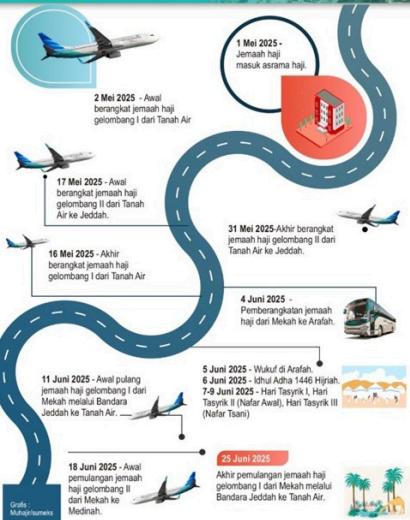 1 Mei 2025 -
Jemaah haji
masuk asrama haji.
2 Mei 2025 - Awal
berangkat jemaah haji
gelombang I dari Tanah Air
17 Mei 2025 - Awal
berangkat jemaah haji
gelombang II dari Tanah
Air ke Jeddah.
31 Mei 2025-Akhir berangkat
jemaah haji gelombang II dari
Tanah Air ke Jeddah.
16 Mei 2025 - Akhir
berangkat jemaah haji
gelombang I dari Tanah Air
4 Juni 2025 -
Pemberangkatan jemaah
haji dari Mekah ke Arafah.
5 Juni 2025 - Wukuf di Arafah.
6 Juni 2025 - Idhul Adha 1446 Hijriah.
7-9 Juni 2025 - Hari Tasyrik I, Hari
Tasyrik II (Nafar Awal), Hari Tasyrik III
(Nafar Tsani)
11 Juni 2025 - Awal pulang
jemaah haji gelombang I dari
Mekah melalui Bandara
Jeddah ke Tanah Air.
18 Juni 2025 - Awal
pemulangan jemaah haji
gelombang II
dari Mekah ke
Medinah.
25 Juni 2025
Akhir pemulangan jemaah haji
gelombang I dari Mekah melalui
Bandara Jeddah ke Tanah Air.
Grafis :
Muhajir/sumeks